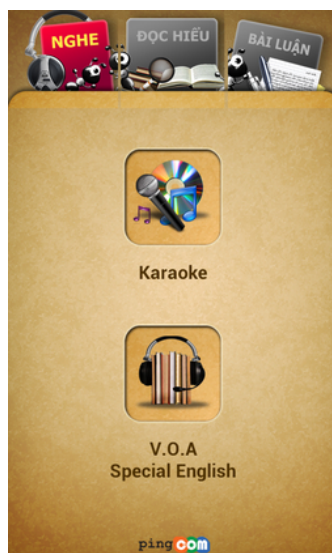 NGHE
ĐỌC HIỂU
BÀI LUẬN
Karaoke
V.O.A
Special English
pingcom